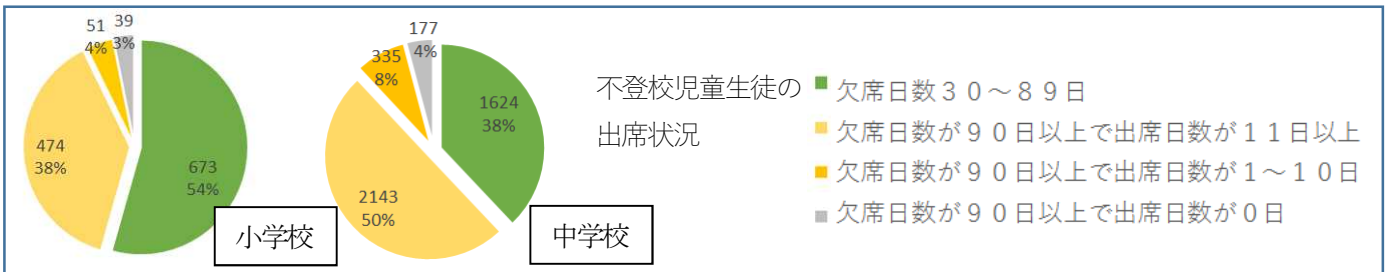 51
4%
39
3%
474
38%
673
54%
小学校
335
8%
177
4%
1624
38%
2143
50%
中学校
不登校児童生徒の
出席状況
欠席日数３０～８９日
欠席日数が９０日以上で出席日数が１１日以上
欠席日数が９０日以上で出席日数が１～１０日
欠席日数が９０日以上で出席日数が０日